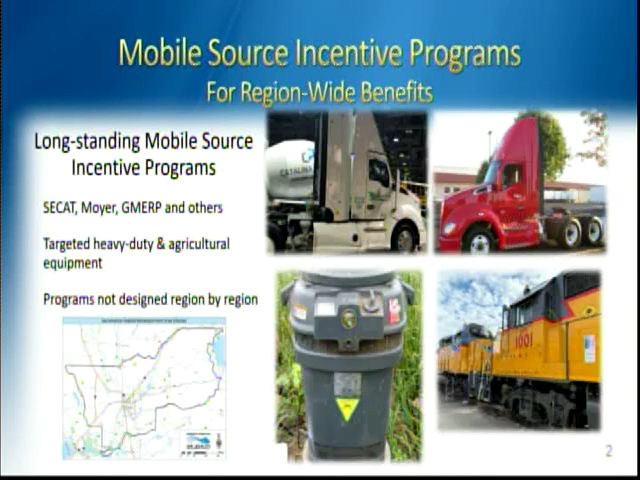 Mobile Source Incentive Programs
For Region-Wide Benefits
Long-standing Mobile Source
Incentive Programs
SECAT, Moyer, GMERP and others
Targeted heavy-duty & agricultural
equipment
Programs not designed region by region
CATALINA
1001
2